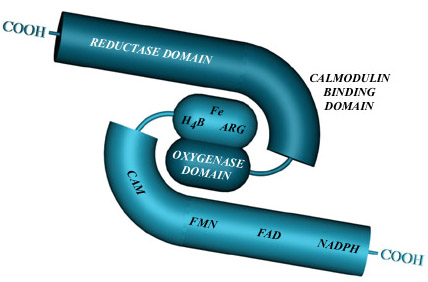 COOH
REDUCTASE DOMAIN
CALMODULIN
BINDING
DOMAIN
Fe
H4B ARG
OXYGENASE
DOMAIN
CAM
FMN
FAD
NADPH
COOH